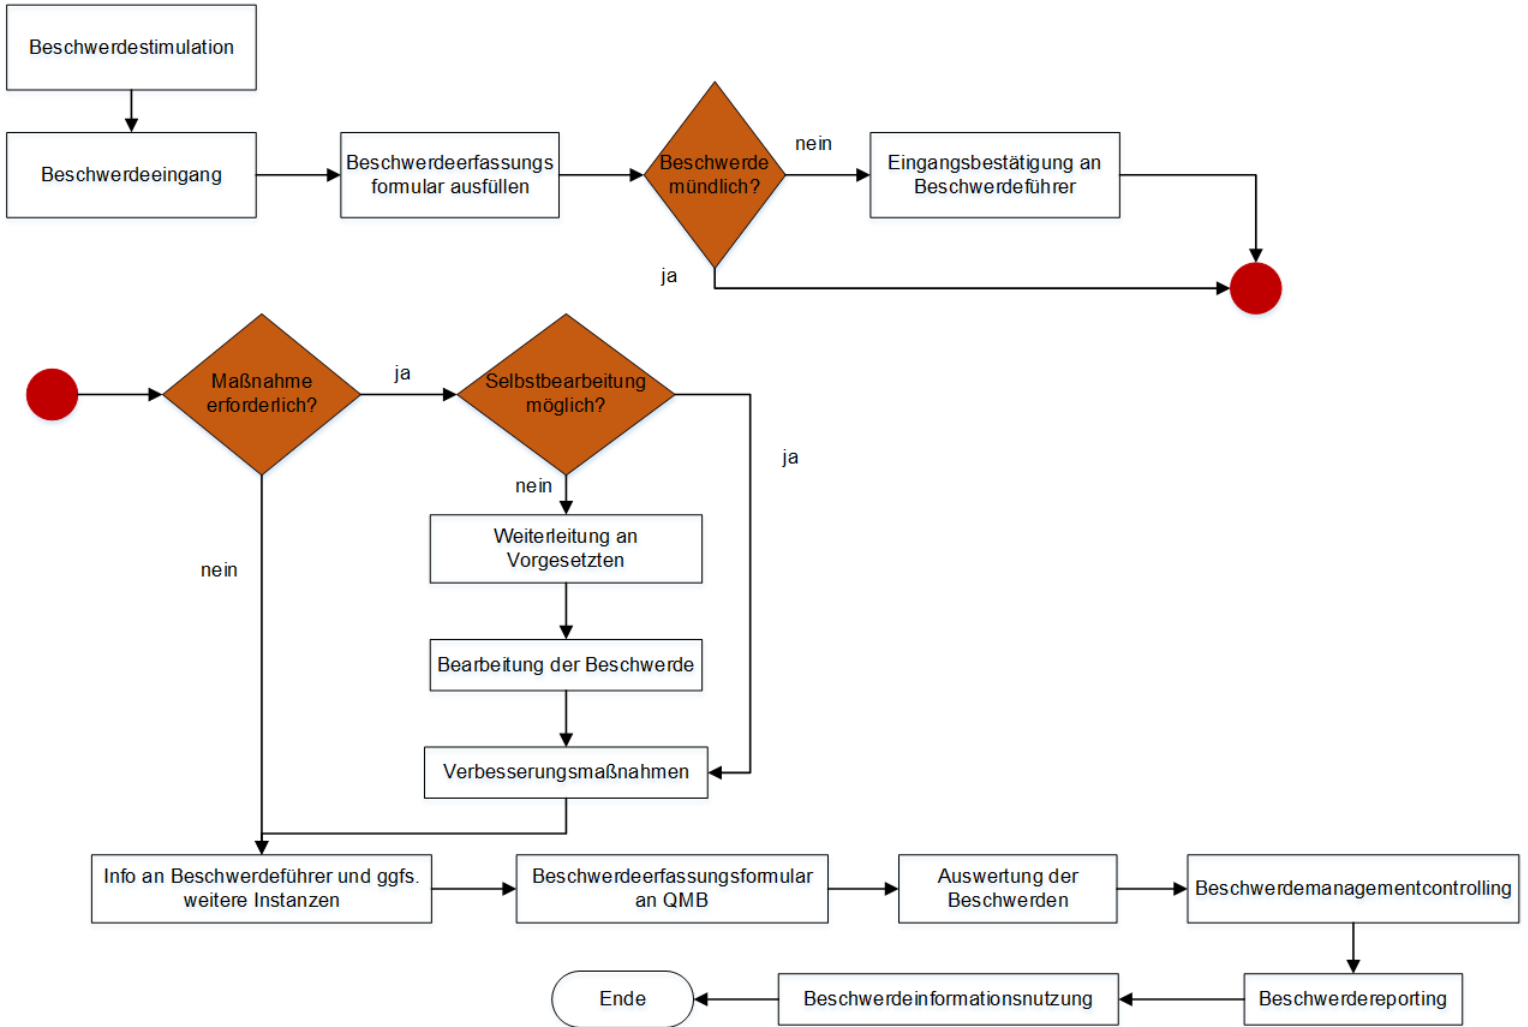 Beschwerdestimulation
Beschwerdeeingang
Beschwerdeerfassungs
formular ausfüllen
Beschwerde
mündlich?
nein
Eingangsbestätigung an
Beschwerdeführer
ja
Maßnahme
erforderlich?
ja
Selbstbearbeitung
möglich?
ja
nein
Weiterleitung an
Vorgesetzten
nein
Bearbeitung der Beschwerde
Verbesserungsmaßnahmen
Info an Beschwerdeführer und ggfs.
weitere Instanzen
Beschwerdeerfassungsformular
an QMB
Auswertung der
Beschwerden
Beschwerdemanagementcontrolling
Beschwerdereporting
Beschwerdeinformationsnutzung
Ende